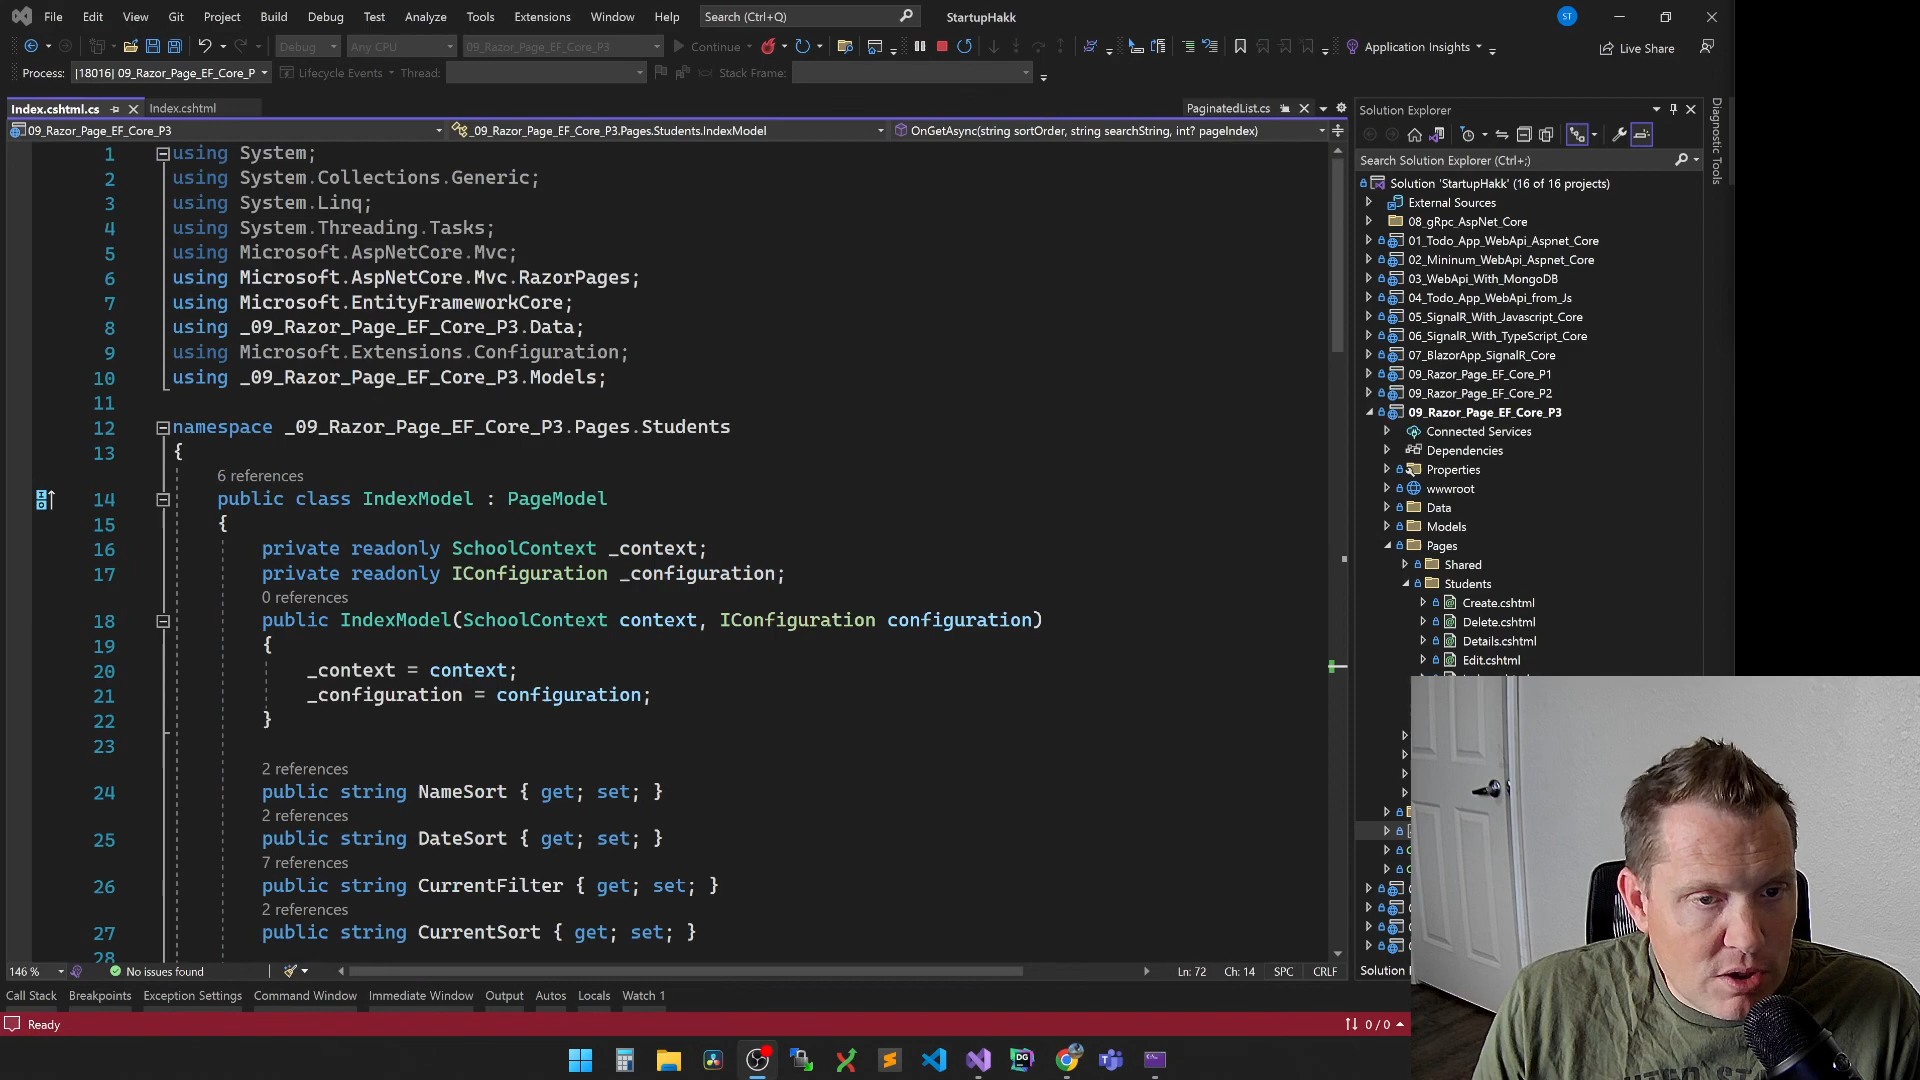 File Edit View Git Project Build Debug Test Analyze Tools Extensions Window Help Search (Ctrl+Q) StartupHakk ST
Debug Any CPU 09_Razor_Page_EF_Core_P3 Continue Application Insights Live Share
Process: [18016] 09_Razor_Page_EF_Core_P Lifecycle Events Thread: Stack Frame:
Index.cshtml.cs Index.cshtml PaginatedList.cs
09_Razor_Page_EF_Core_P3 _09_Razor_Page_EF_Core_P3.Pages.Students.IndexModel OnGetAsync(string sortOrder, string searchString, int? pageIndex)
1 using System;
2 using System.Collections.Generic;
3 using System.Linq;
4 using System.Threading.Tasks;
5 using Microsoft.AspNetCore.Mvc;
6 using Microsoft.AspNetCore.Mvc.RazorPages;
7 using Microsoft.EntityFrameworkCore;
8 using _09_Razor_Page_EF_Core_P3.Data;
9 using Microsoft.Extensions.Configuration;
10 using _09_Razor_Page_EF_Core_P3.Models;
11
12 namespace _09_Razor_Page_EF_Core_P3.Pages.Students
13 {
6 references
14 public class IndexModel : PageModel
15 {
16 private readonly SchoolContext _context;
17 private readonly IConfiguration _configuration;
0 references
18 public IndexModel(SchoolContext context, IConfiguration configuration)
19 {
20 _context = context;
21 _configuration = configuration;
22 }
23
2 references
24 public string NameSort { get; set; }
2 references
25 public string DateSort { get; set; }
7 references
26 public string CurrentFilter { get; set; }
2 references
27 public string CurrentSort { get; set; }
28
146 % No issues found Ln: 72 Ch: 14 SPC CRLF
Call Stack Breakpoints Exception Settings Command Window Immediate Window Output Autos Locals Watch 1
Ready 0 / 0
Solution Explorer
Search Solution Explorer (Ctrl+;)
Solution 'StartupHakk' (16 of 16 projects)
External Sources
08_gRpc_AspNet_Core
01_Todo_App_WebApi_Aspnet_Core
02_Mininum_WebApi_Aspnet_Core
03_WebApi_With_MongoDB
04_Todo_App_WebApi_from_Js
05_SignalR_With_Javascript_Core
06_SignalR_With_TypeScript_Core
07_BlazorApp_SignalR_Core
09_Razor_Page_EF_Core_P1
09_Razor_Page_EF_Core_P2
09_Razor_Page_EF_Core_P3
Connected Services
Dependencies
Properties
wwwroot
Data
Models
Pages
Shared
Students
Create.cshtml
Delete.cshtml
Details.cshtml
Edit.cshtml
Solution
Diagnostic Tools
DG